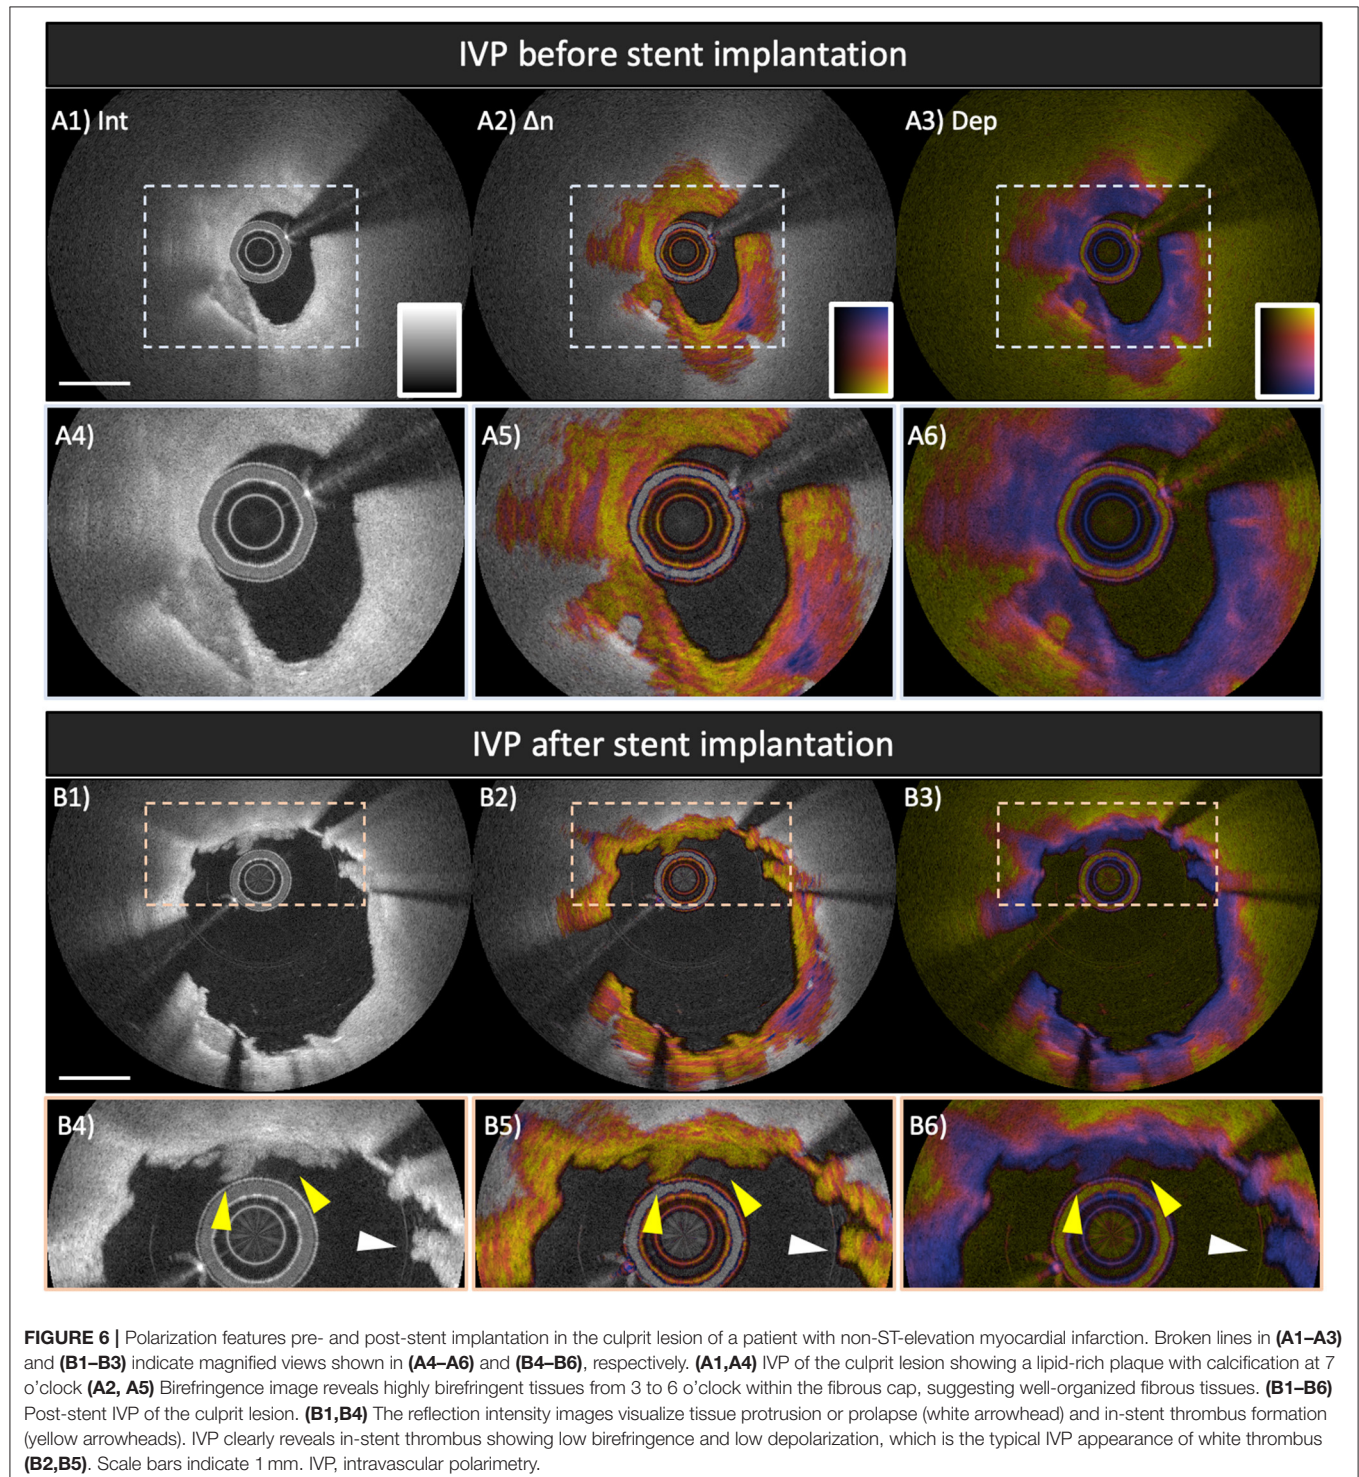 IVP before stent implantation
A1) Int
A2) Δn
A3) Dep
A4)
A5)
A6)
IVP after stent implantation
B1)
B2)
B3)
B4)
B5)
B6)
FIGURE 6 | Polarization features pre- and post-stent implantation in the culprit lesion of a patient with non-ST-elevation myocardial infarction. Broken lines in (A1–A3)
and (B1–B3) indicate magnified views shown in (A4–A6) and (B4–B6), respectively. (A1,A4) IVP of the culprit lesion showing a lipid-rich plaque with calcification at 7
o'clock (A2, A5) Birefringence image reveals highly birefringent tissues from 3 to 6 o'clock within the fibrous cap, suggesting well-organized fibrous tissues. (B1–B6)
Post-stent IVP of the culprit lesion. (B1,B4) The reflection intensity images visualize tissue protrusion or prolapse (white arrowhead) and in-stent thrombus formation
(yellow arrowheads). IVP clearly reveals in-stent thrombus showing low birefringence and low depolarization, which is the typical IVP appearance of white thrombus
(B2,B5). Scale bars indicate 1 mm. IVP, intravascular polarimetry.